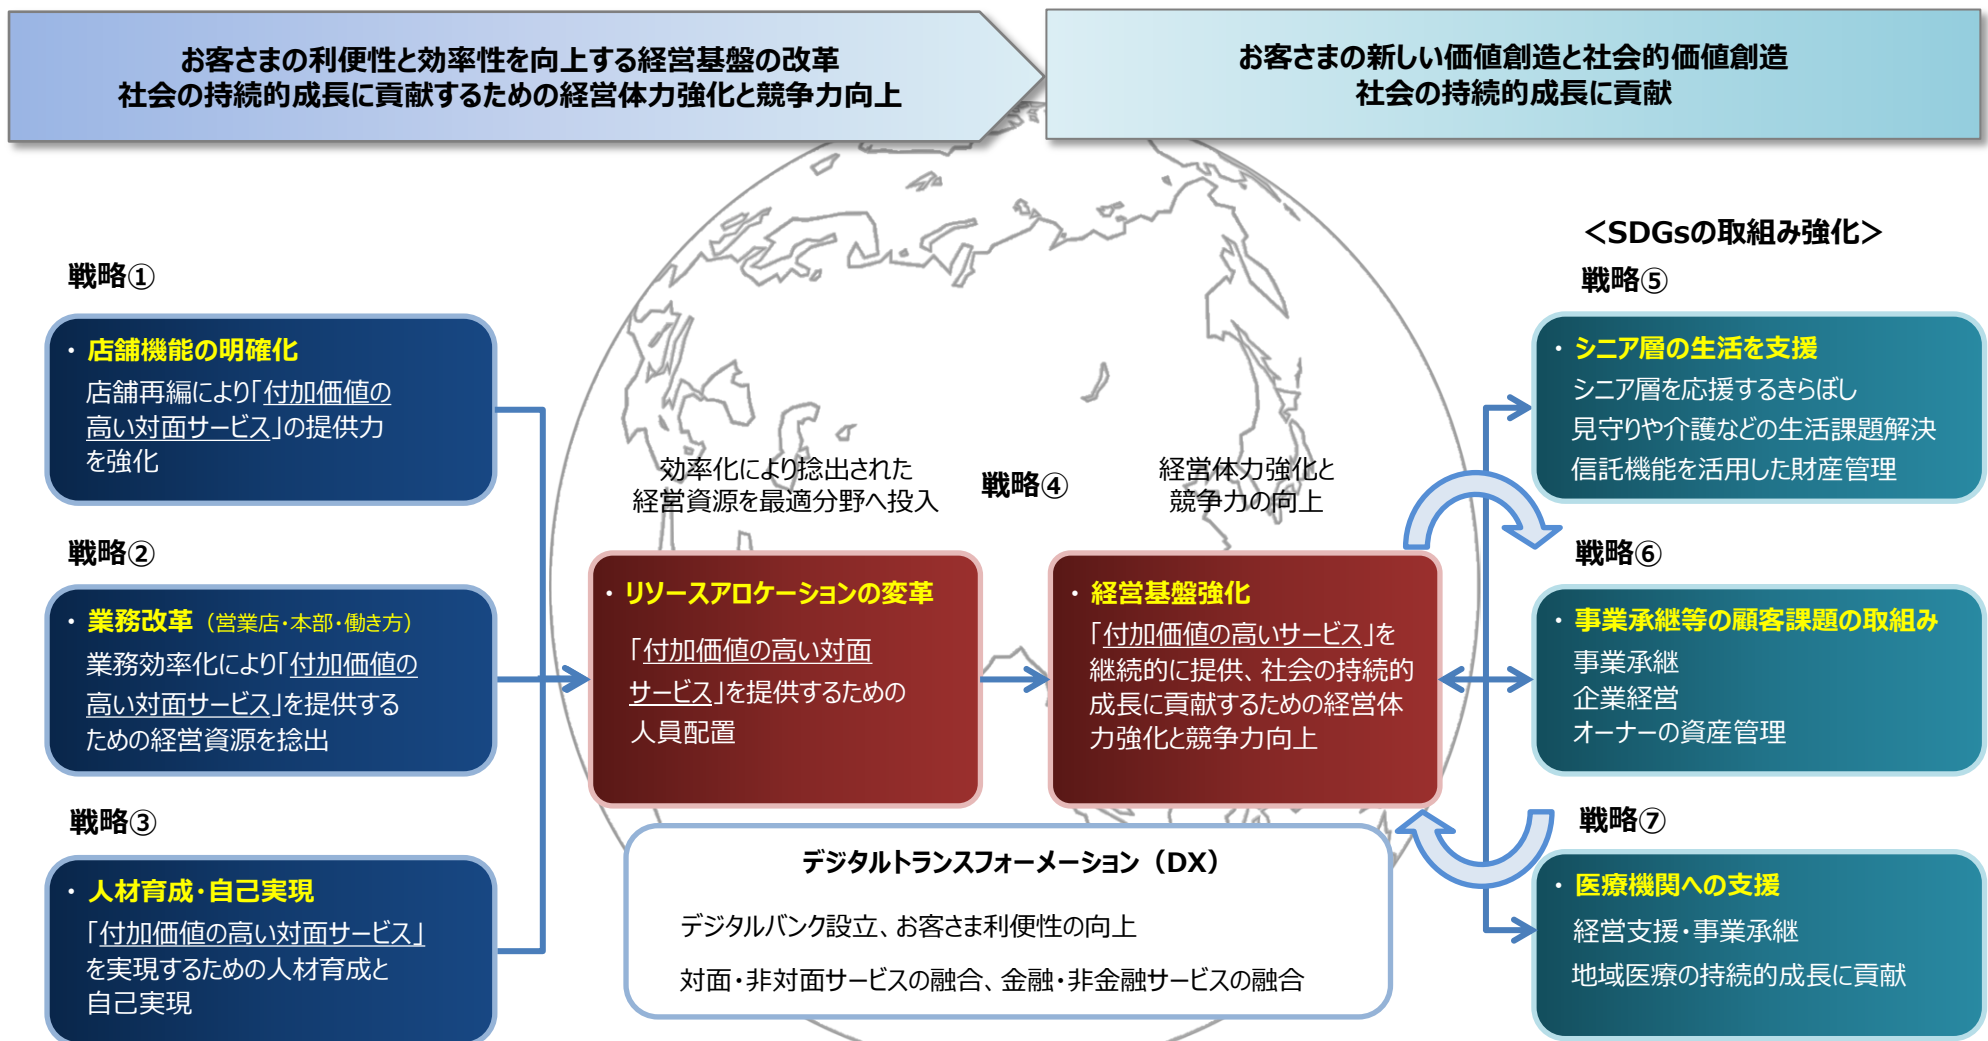 お客さまの利便性と効率性を向上する経営基盤の改革
社会の持続的成長に貢献するための経営体力強化と競争力向上
お客さまの新しい価値創造と社会的価値創造
社会の持続的成長に貢献
戦略①
・店舗機能の明確化
店舗再編により「付加価値の
高い対面サービス」の提供力
を強化
戦略②
・業務改革（営業店・本部・働き方）
業務効率化により「付加価値の
高い対面サービス」を提供する
ための経営資源を捻出
戦略③
・人材育成・自己実現
「付加価値の高い対面サービス」
を実現するための人材育成と
自己実現
効率化により捻出された
経営資源を最適分野へ投入
戦略④
経営体力強化と
競争力の向上
・リソースアロケーションの変革
「付加価値の高い対面
サービス」を提供するための
人員配置
・経営基盤強化
「付加価値の高いサービス」を
継続的に提供、社会の持続的
成長に貢献するための経営体
力強化と競争力向上
デジタルトランスフォーメーション（DX）
デジタルバンク設立、お客さま利便性の向上
対面・非対面サービスの融合、金融・非金融サービスの融合
＜SDGsの取組み強化＞
戦略⑤
・シニア層の生活を支援
シニア層を応援するきらぼし
見守りや介護などの生活課題解決
信託機能を活用した財産管理
戦略⑥
・事業承継等の顧客課題の取組み
事業承継
企業経営
オーナーの資産管理
戦略⑦
・医療機関への支援
経営支援・事業承継
地域医療の持続的成長に貢献